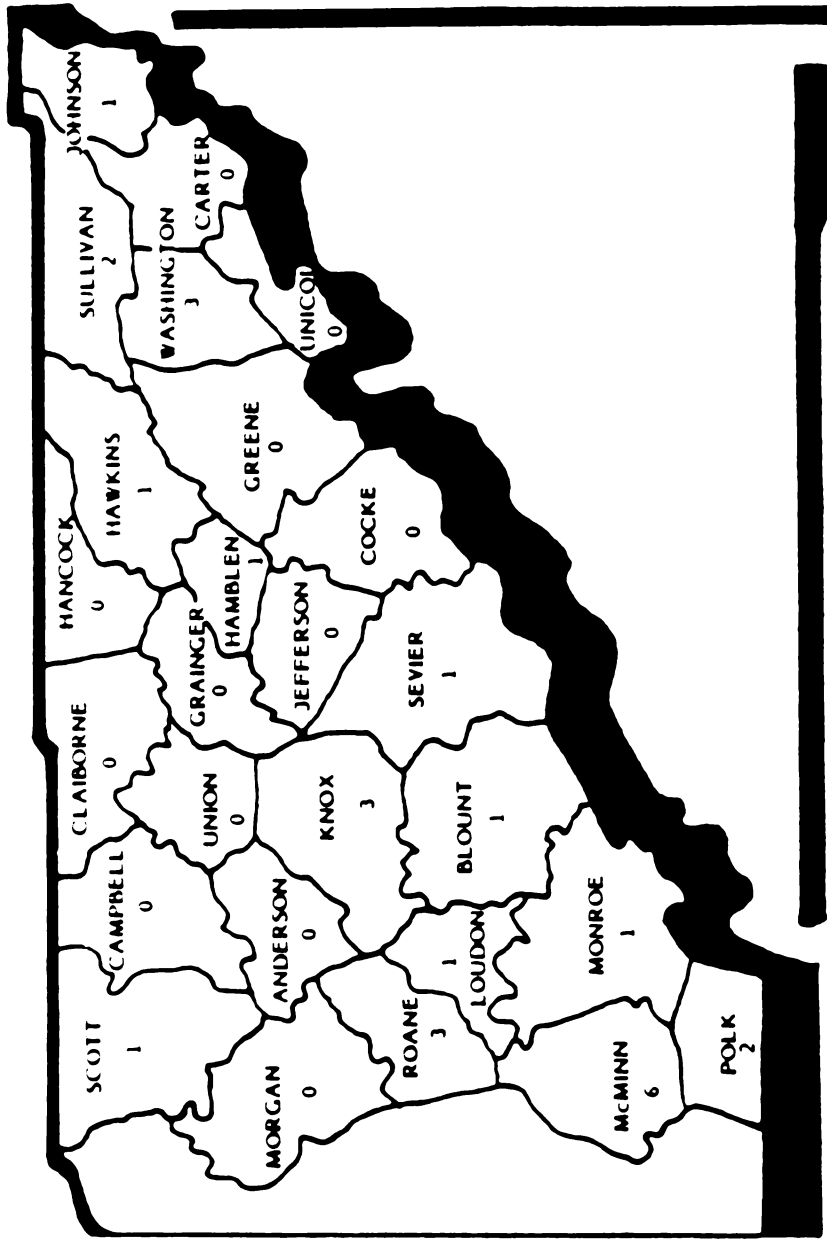 JOHNSON
1
SULLIVAN
2
CARTER
0
WASHINGTON
3
UNICOI
0
GREENE
0
HAWKINS
1
HANCOCK
0
HAMBLEN
1
COCKE
0
JEFFERSON
0
GRAINGER
0
SEVIER
1
CLAIBORNE
0
UNION
0
KNOX
3
BLOUNT
1
CAMPBELL
0
ANDERSON
0
LOUDON
1
MONROE
1
SCOTT
1
MORGAN
0
ROANE
3
McMINN
6
POLK
2